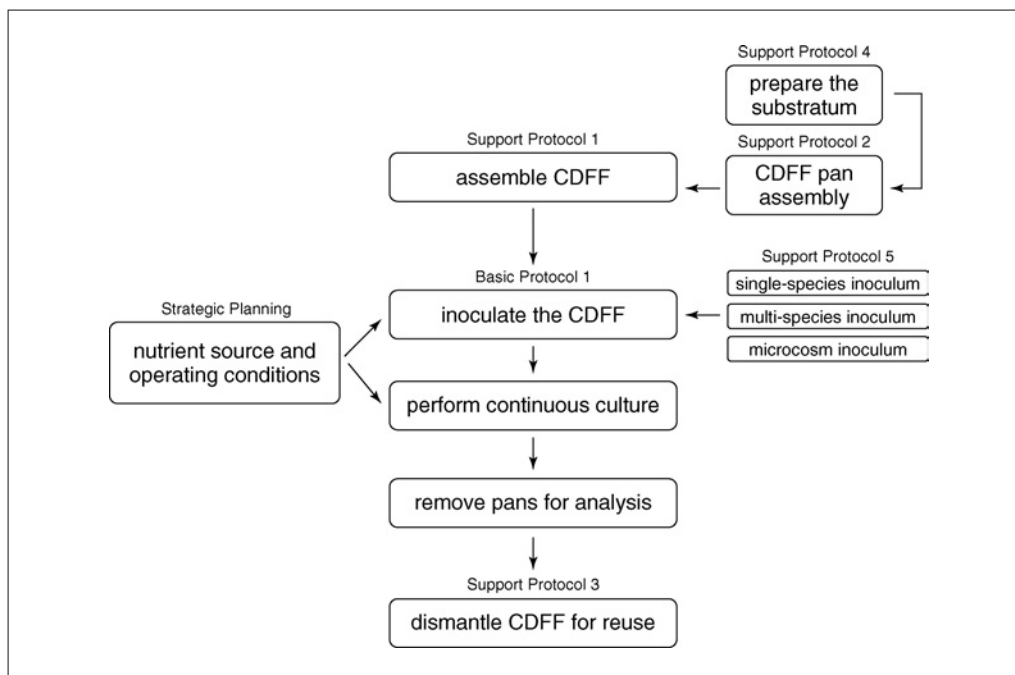 Support Protocol 4
prepare the
substratum
Support Protocol 2
CDFF pan
assembly
Support Protocol 1
assemble CDFF
Support Protocol 5
single-species inoculum
multi-species inoculum
microcosm inoculum
Basic Protocol 1
inoculate the CDFF
Strategic Planning
nutrient source and
operating conditions
perform continuous culture
remove pans for analysis
Support Protocol 3
dismantle CDFF for reuse